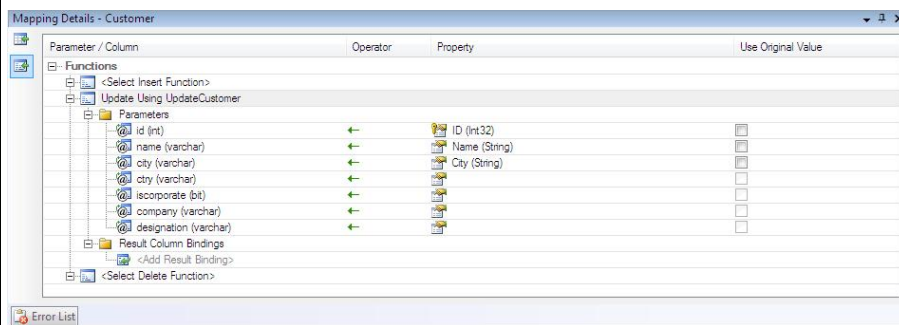 Mapping Details - Customer
Parameter / Column Operator Property Use Original Value
Functions
<Select Insert Function>
Update Using UpdateCustomer
Parameters
id (int) ← ID (Int32)
name (varchar) ← Name (String)
city (varchar) ← City (String)
ctry (varchar) ←
iscorporate (bit) ←
company (varchar) ←
designation (varchar) ←
Result Column Bindings
<Add Result Binding>
<Select Delete Function>
Error List